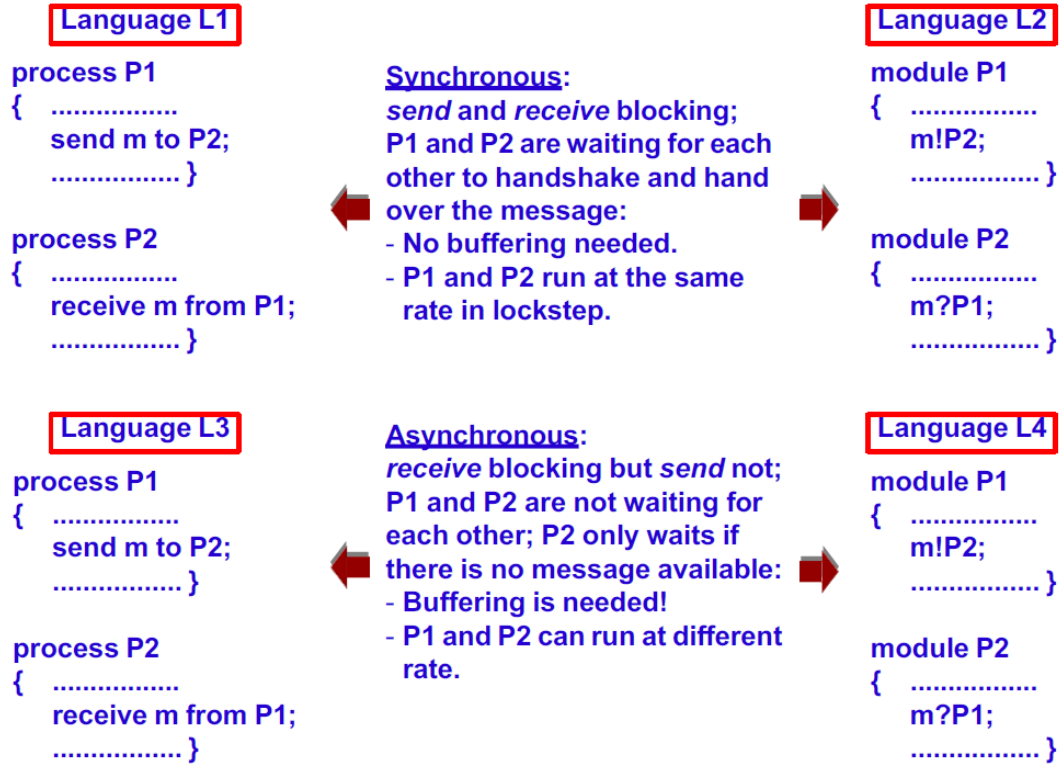 Language L1
process P1
{ .................
send m to P2;
................. }
process P2
{ .................
receive m from P1;
................. }
Synchronous:
send and receive blocking;
P1 and P2 are waiting for each
other to handshake and hand
over the message:
- No buffering needed.
- P1 and P2 run at the same
rate in lockstep.
Language L2
module P1
{ .................
m!P2;
................. }
module P2
{ .................
m?P1;
................. }
Language L3
process P1
{ .................
send m to P2;
................. }
process P2
{ .................
receive m from P1;
................. }
Asynchronous:
receive blocking but send not;
P1 and P2 are not waiting for
each other; P2 only waits if
there is no message available:
- Buffering is needed!
- P1 and P2 can run at different
rate.
Language L4
module P1
{ .................
m!P2;
................. }
module P2
{ .................
m?P1;
................. }